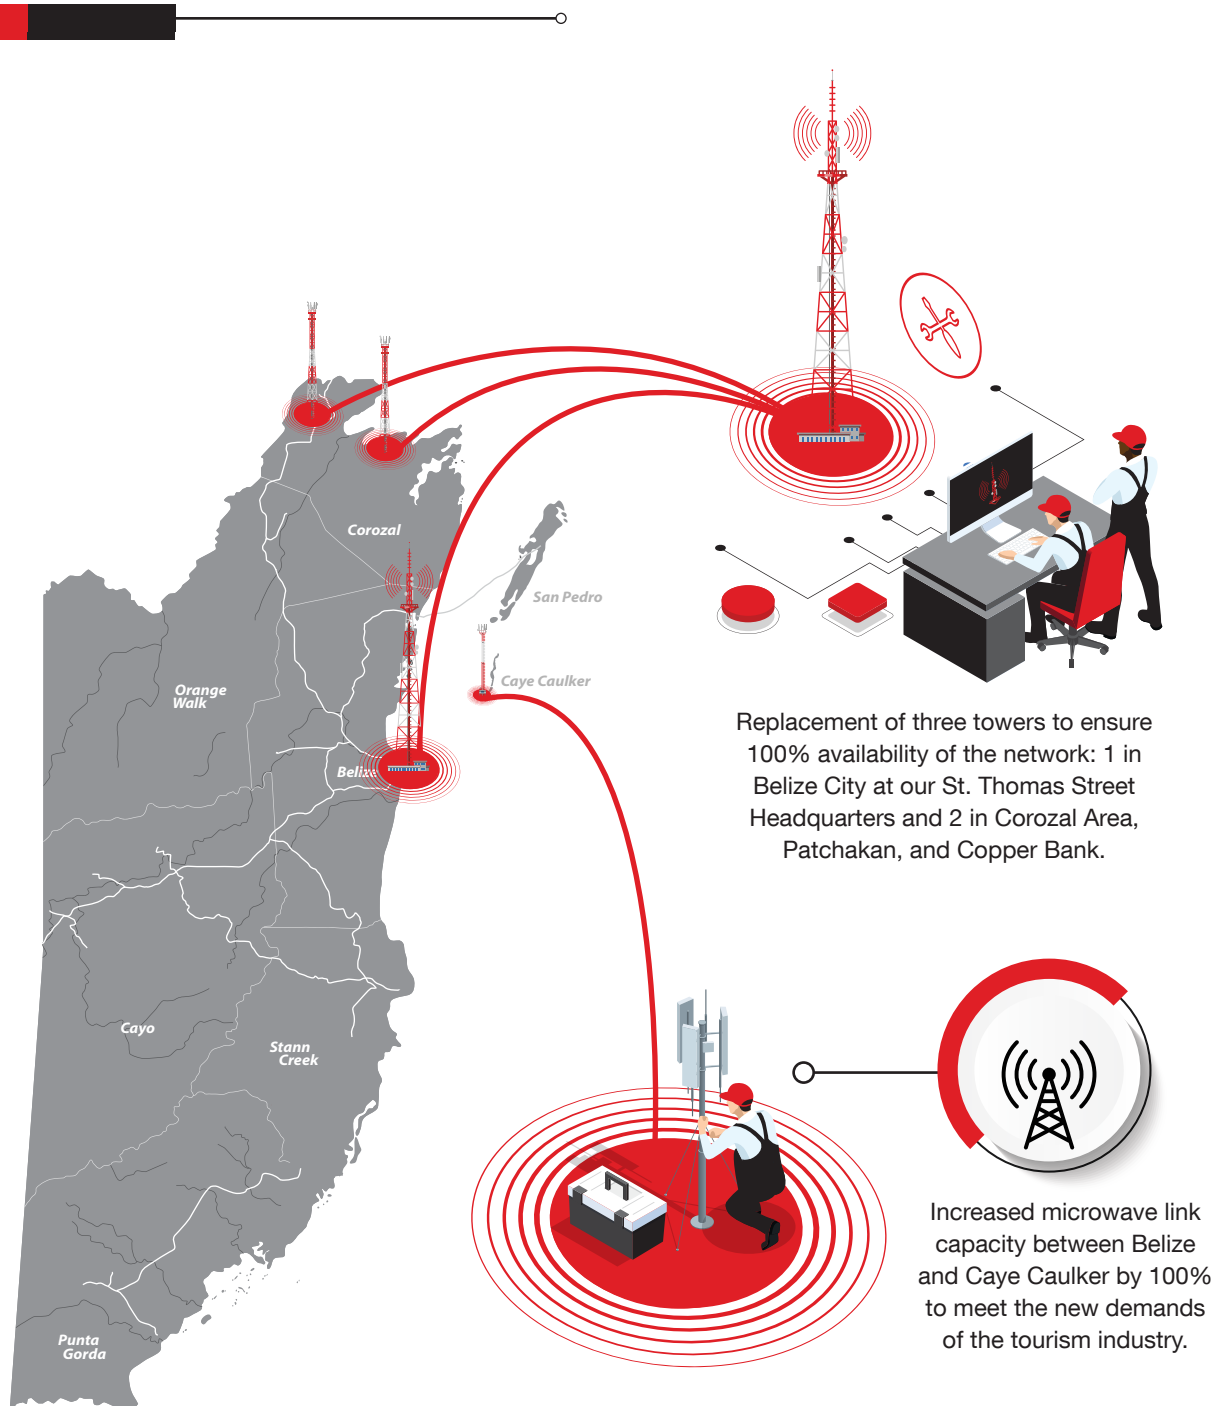 Corozal
San Pedro
Caye Caulker
Orange
Walk
Belize
Cayo
Stann
Creek
Punta
Gorda
Replacement of three towers to ensure
100% availability of the network: 1 in
Belize City at our St. Thomas Street
Headquarters and 2 in Corozal Area,
Patchakan, and Copper Bank.
Increased microwave link
capacity between Belize
and Caye Caulker by 100%
to meet the new demands
of the tourism industry.